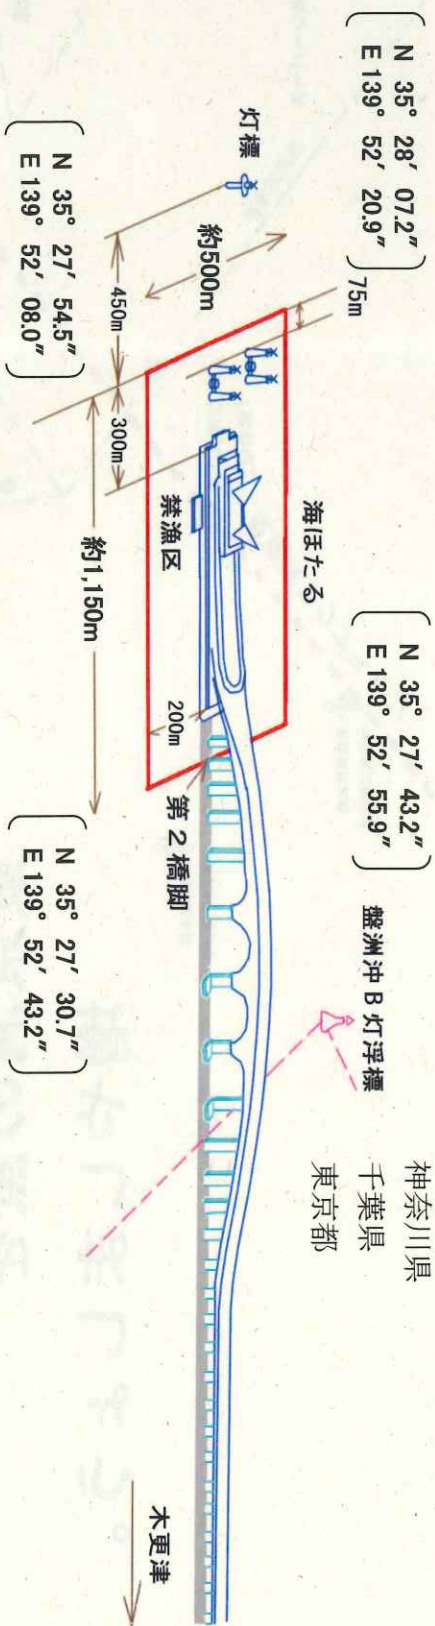 N 35° 28′ 07.2″
E 139° 52′ 20.9″
N 35° 27′ 43.2″
E 139° 52′ 55.9″
神奈川県
千葉県
東京都
75m
海ほたる
盤洲沖B灯浮標
灯標
約500m
450m
300m
禁漁区
200m
第2橋脚
約1,150m
木更津
N 35° 27′ 54.5″
E 139° 52′ 08.0″
N 35° 27′ 30.7″
E 139° 52′ 43.2″